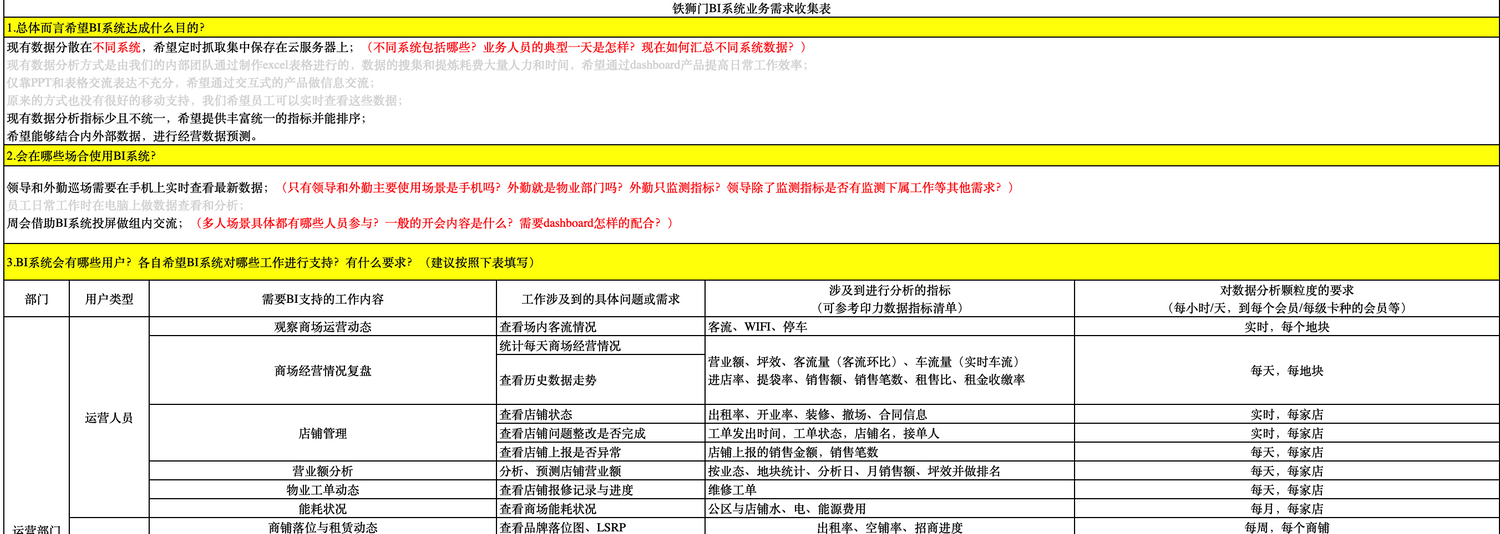 铁狮门BI系统业务需求收集表
1.总体而言希望BI系统达成什么目的？
现有数据分散在不同系统，希望定时抓取集中保存在云服务器上；（不同系统包括哪些？业务人员的典型一天是怎样？现在如何汇总不同系统数据？）
现有数据分析方式是由我们的内部团队通过制作excel表格进行的，数据的搜集和提炼耗费大量人力和时间，希望通过dashboard产品提高日常工作效率；
仅靠PPT和表格交流表达不充分，希望通过交互式的产品做信息交流；
原来的方式也没有很好的移动支持，我们希望员工可以实时查看这些数据；
现有数据分析指标少且不统一，希望提供丰富统一的指标并能排序；
希望能够结合内外部数据，进行经营数据预测。
2.会在哪些场合使用BI系统？
领导和外勤巡场需要在手机上实时查看最新数据；（只有领导和外勤主要使用场景是手机吗？外勤就是物业部门吗？外勤只监测指标？领导除了监测指标是否有监测下属工作等其他需求？）
员工日常工作时在电脑上做数据查看和分析；
周会借助BI系统投屏做组内交流；（多人场景具体都有哪些人员参与？一般的开会内容是什么？需要dashboard怎样的配合？）
3.BI系统会有哪些用户？各自希望BI系统对哪些工作进行支持？有什么要求？（建议按照下表填写）
部门
用户类型
需要BI支持的工作内容
工作涉及到的具体问题或需求
涉及到进行分析的指标
（可参考印力数据指标清单）
对数据分析颗粒度的要求
（每小时/天，到每个会员/每级卡种的会员等）
运营部门
运营人员
观察商场运营动态
查看场内客流情况
客流、WIFI、停车
实时，每个地块
商场经营情况复盘
统计每天商场经营情况
查看历史数据走势
营业额、坪效、客流量（客流环比）、车流量（实时车流）
进店率、提袋率、销售额、销售笔数、租售比、租金收缴率
每天，每地块
店铺管理
查看店铺状态
出租率、开业率、装修、撤场、合同信息
实时，每家店
查看店铺问题整改是否完成
工单发出时间，工单状态，店铺名，接单人
实时，每家店
查看店铺上报是否异常
店铺上报的销售金额，销售笔数
每天，每家店
营业额分析
分析、预测店铺营业额
按业态、地块统计、分析日、月销售额、坪效并做排名
每天，每家店
物业工单动态
查看店铺报修记录与进度
维修工单
每天，每家店
能耗状况
查看商场能耗状况
公区与店铺水、电、能源费用
每月，每家店
商铺落位与租赁动态
查看品牌落位图、LSRP
出租率、空铺率、招商进度
每周，每个商铺